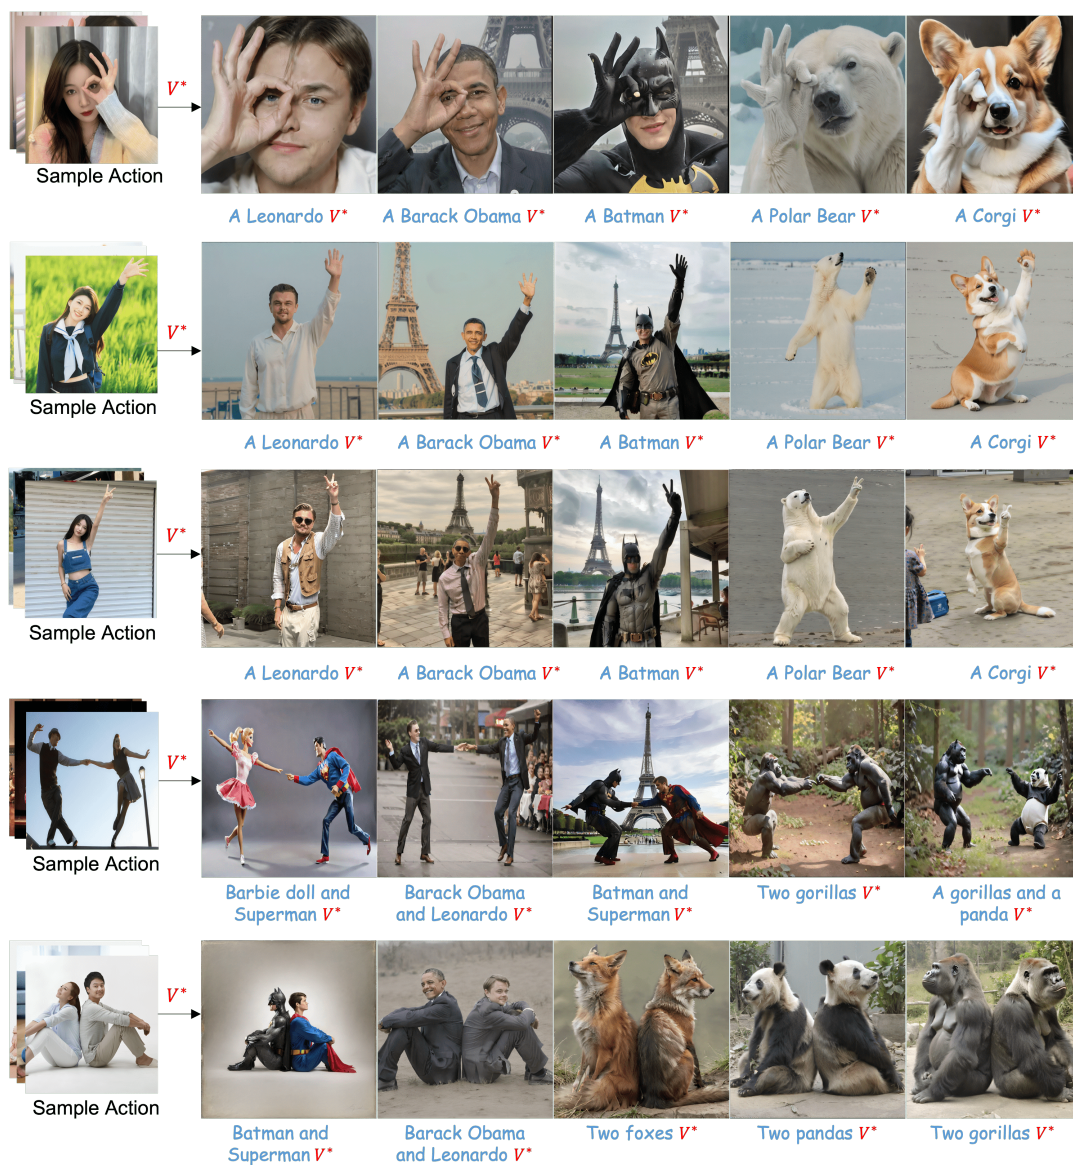 V*
Sample Action
A Leonardo V*
A Barack Obama V*
A Batman V*
A Polar Bear V*
A Corgi V*
V*
Sample Action
A Leonardo V*
A Barack Obama V*
A Batman V*
A Polar Bear V*
A Corgi V*
V*
Sample Action
A Leonardo V*
A Barack Obama V*
A Batman V*
A Polar Bear V*
A Corgi V*
V*
Sample Action
Barbie doll and
Superman V*
Barack Obama
and Leonardo V*
Batman and
Superman V*
Two gorillas V*
A gorillas and a
panda V*
V*
Sample Action
Batman and
Superman V*
Barack Obama
and Leonardo V*
Two foxes V*
Two pandas V*
Two gorillas V*